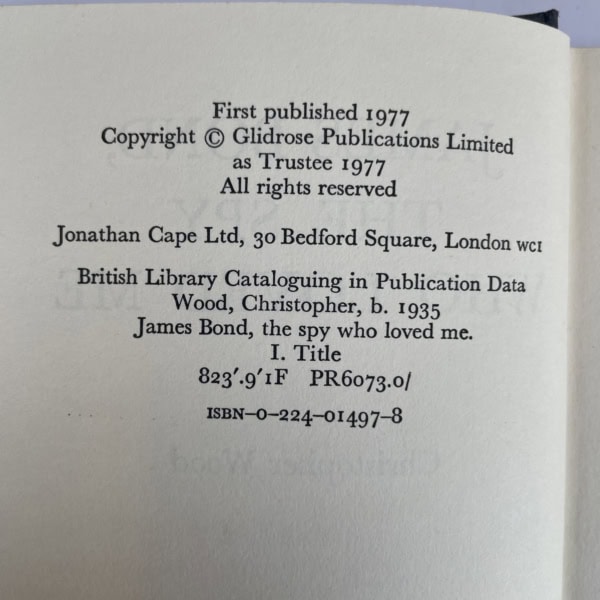 First published 1977
Copyright © Glidrose Publications Limited
as Trustee 1977
All rights reserved
Jonathan Cape Ltd, 30 Bedford Square, London WC1
British Library Cataloguing in Publication Data
Wood, Christopher, b. 1935
James Bond, the spy who loved me.
I. Title
823'.9'1F PR6073.0/
ISBN–0–224–01497–8